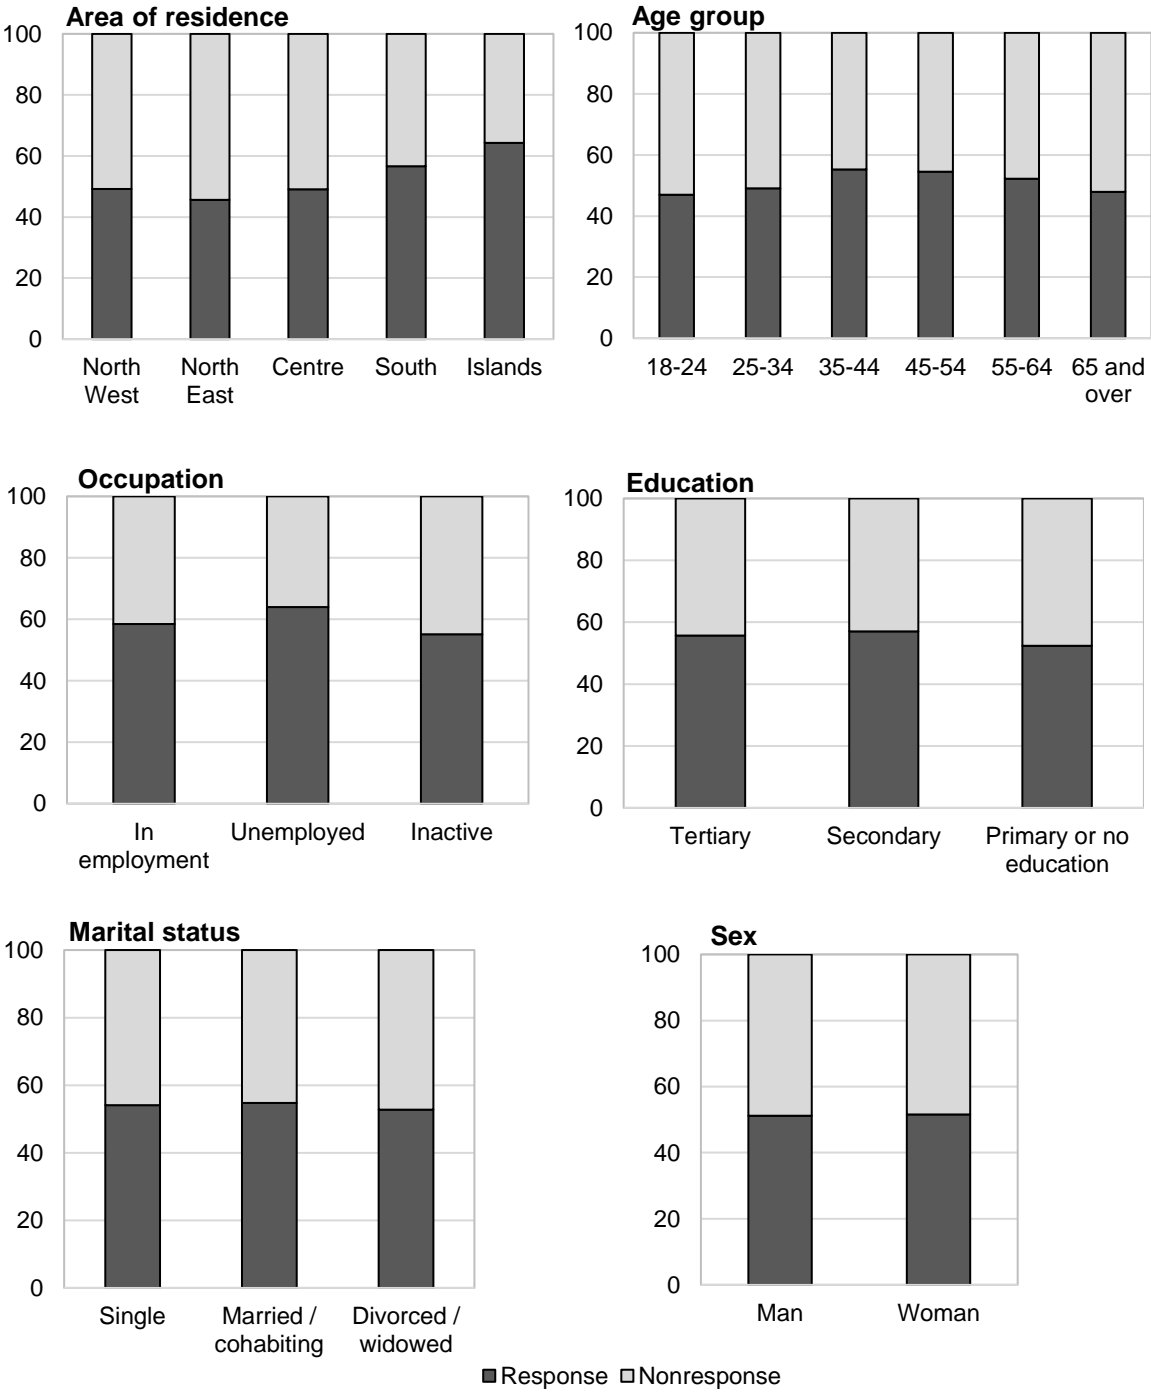 Area of residence
100
80
60
40
20
0
North West
North East
Centre
South
Islands
Age group
100
80
60
40
20
0
18-24
25-34
35-44
45-54
55-64
65 and over
Occupation
100
80
60
40
20
0
In employment
Unemployed
Inactive
Education
100
80
60
40
20
0
Tertiary
Secondary
Primary or no education
Marital status
100
80
60
40
20
0
Single
Married / cohabiting
Divorced / widowed
Sex
100
80
60
40
20
0
Man
Woman
Response Nonresponse